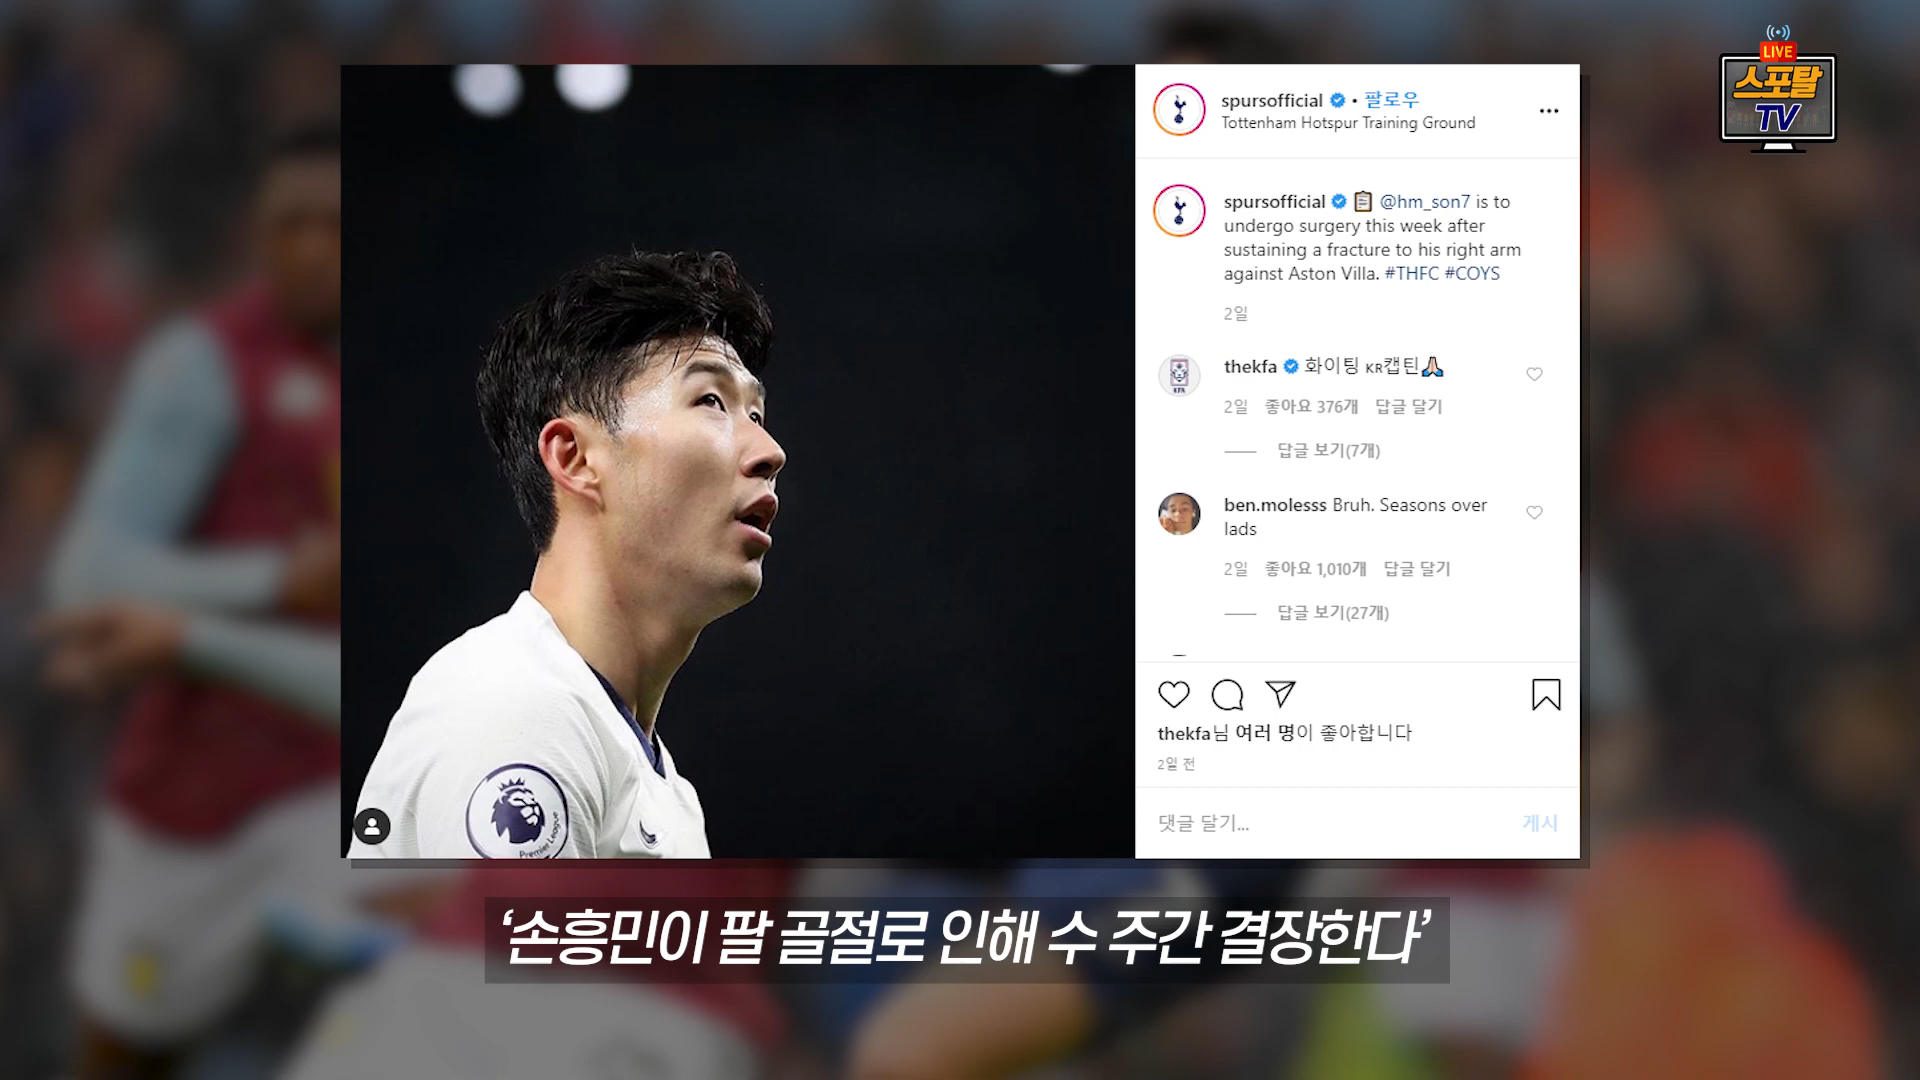 LIVE
스포탈
TV
spursofficial • 팔로우
Tottenham Hotspur Training Ground
spursofficial 📋 @hm_son7 is to
undergo surgery this week after
sustaining a fracture to his right arm
against Aston Villa. #THFC #COYS
2일
thekfa 화이팅 KR캡틴🙏🏻
2일 좋아요 376개 답글 달기
답글 보기(7개)
ben.molesss Bruh. Seasons over
lads
2일 좋아요 1,010개 답글 달기
답글 보기(27개)
thekfa님 여러 명이 좋아합니다
2일 전
댓글 달기...
게시
Premier League
‘손흥민이 팔 골절로 인해 수 주간 결장한다’